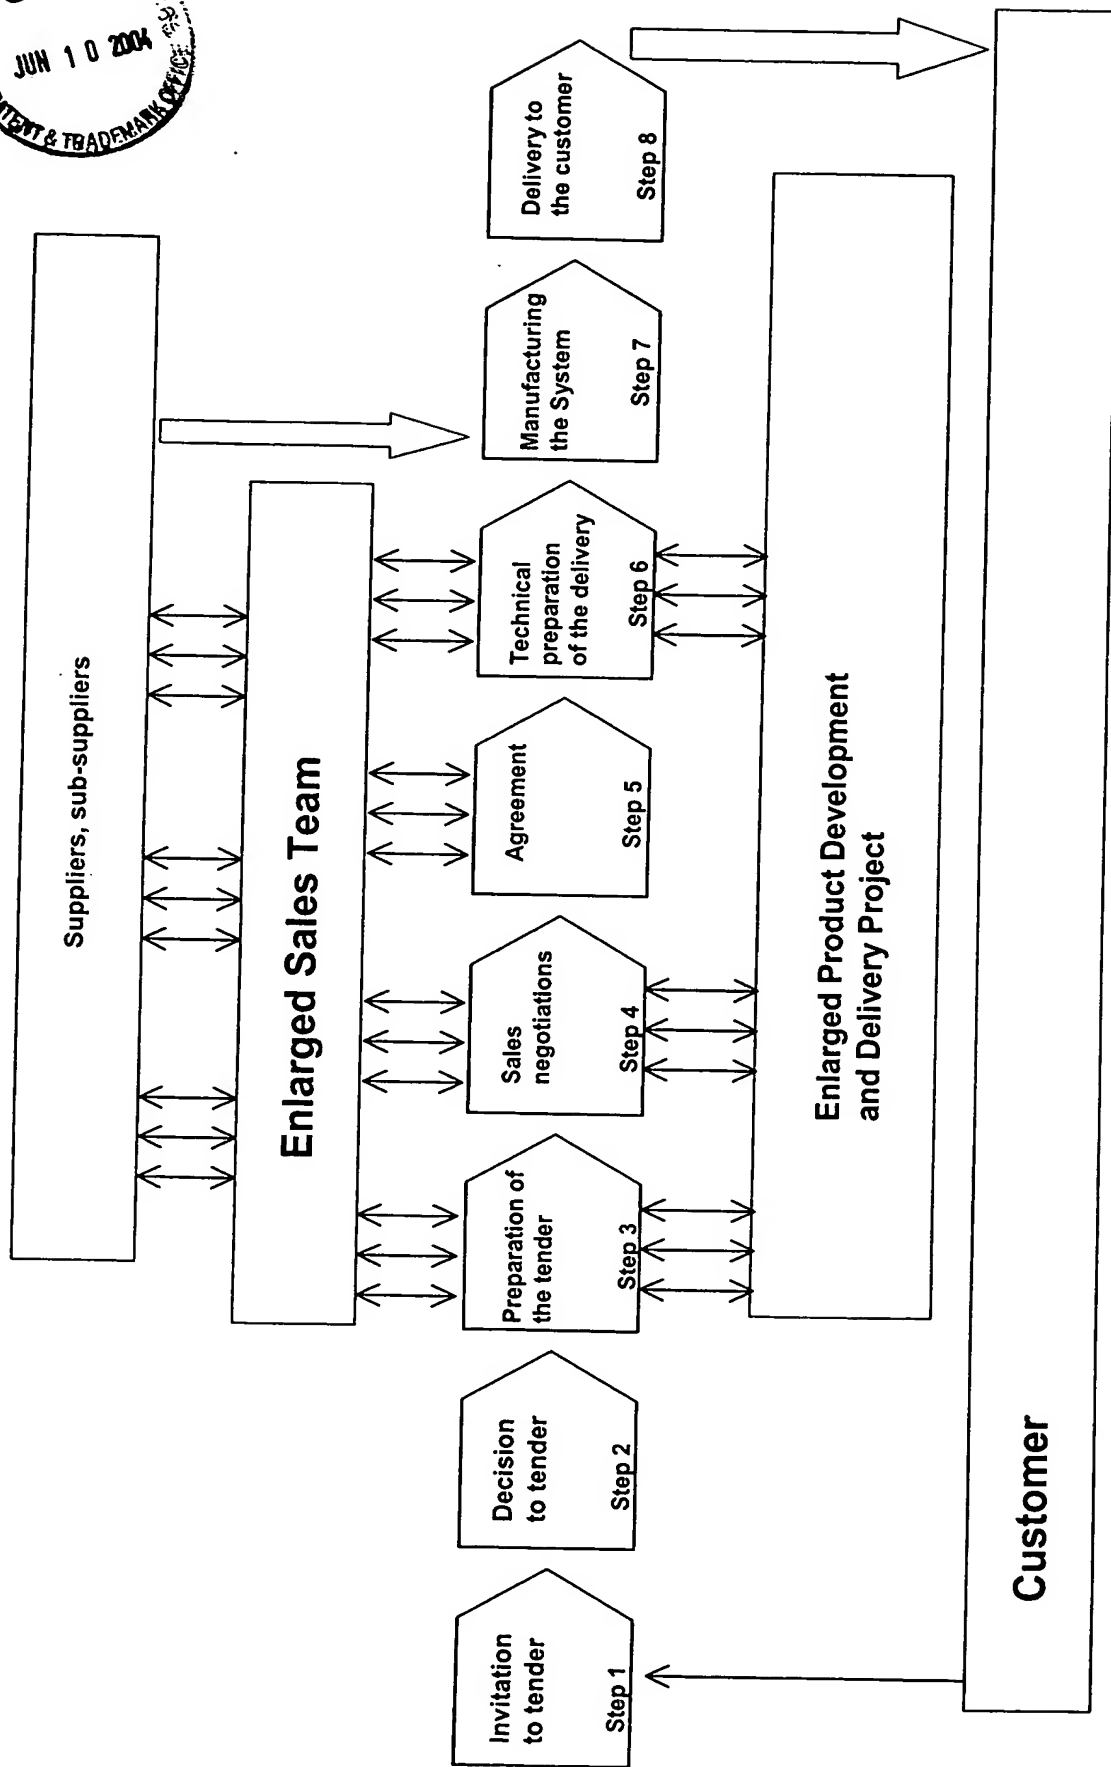 JUN 10 2004
PATENT & TRADEMARK OFFICE
Suppliers, sub-suppliers
Enlarged Sales Team
Invitation
to tender
Step 1
Decision
to tender
Step 2
Preparation of
the tender
Step 3
Sales
negotiations
Step 4
Agreement
Step 5
Technical
preparation
of the delivery
Step 6
Manufacturing
the System
Step 7
Delivery to
the customer
Step 8
Enlarged Product Development
and Delivery Project
Customer